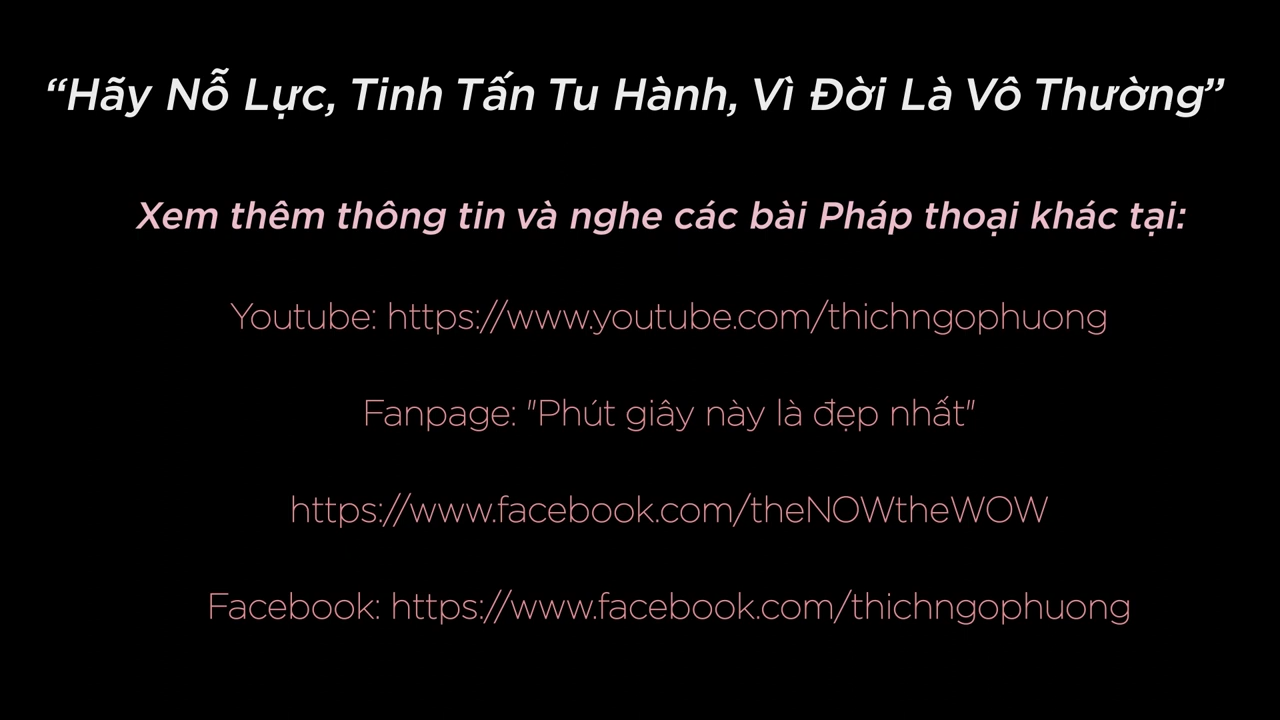 “Hãy Nỗ Lực, Tinh Tấn Tu Hành, Vì Đời Là Vô Thường”
Xem thêm thông tin và nghe các bài Pháp thoại khác tại:
Youtube: https://www.youtube.com/thichngophuong
Fanpage: "Phút giây này là đẹp nhất"
https://www.facebook.com/theNOWtheWOW
Facebook: https://www.facebook.com/thichngophuong